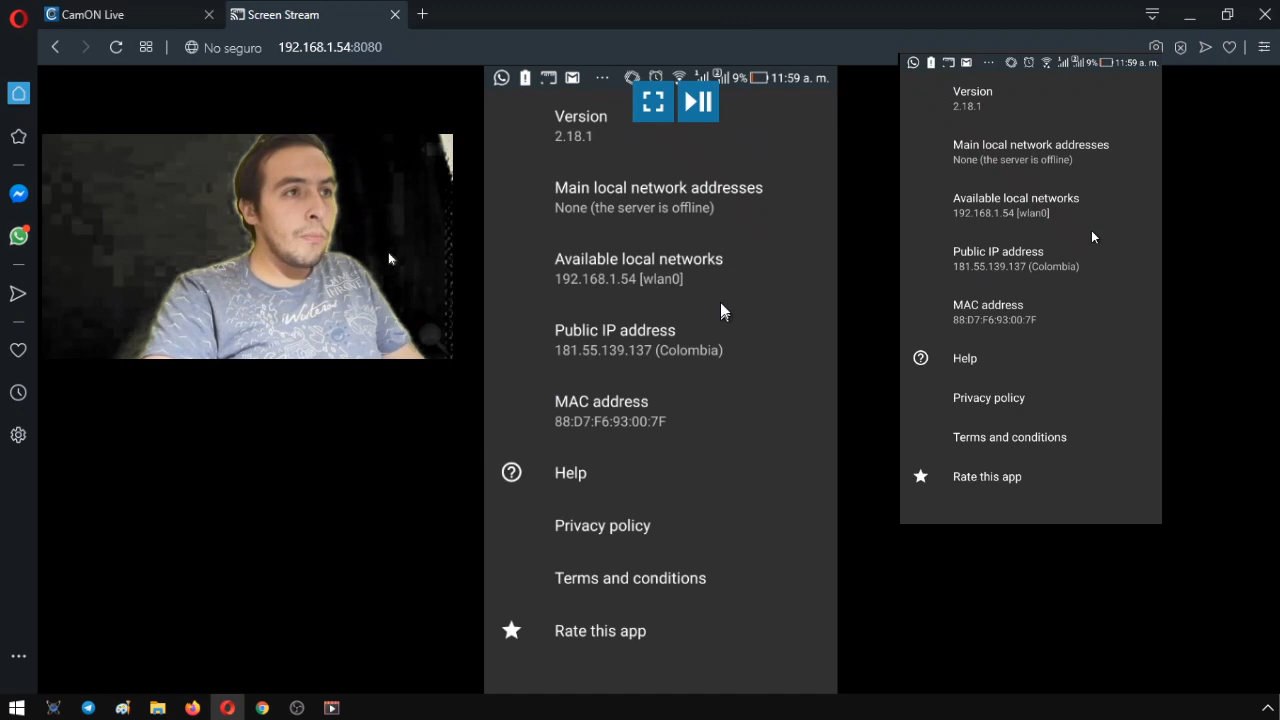 CamON Live
Screen Stream
No seguro
192.168.1.54:8080
9% 11:59 a. m.
Version
2.18.1
Main local network addresses
None (the server is offline)
Available local networks
192.168.1.54 [wlan0]
Public IP address
181.55.139.137 (Colombia)
MAC address
88:D7:F6:93:00:7F
Help
Privacy policy
Terms and conditions
Rate this app
9% 11:59 a. m.
Version
2.18.1
Main local network addresses
None (the server is offline)
Available local networks
192.168.1.54 [wlan0]
Public IP address
181.55.139.137 (Colombia)
MAC address
88:D7:F6:93:00:7F
Help
Privacy policy
Terms and conditions
Rate this app